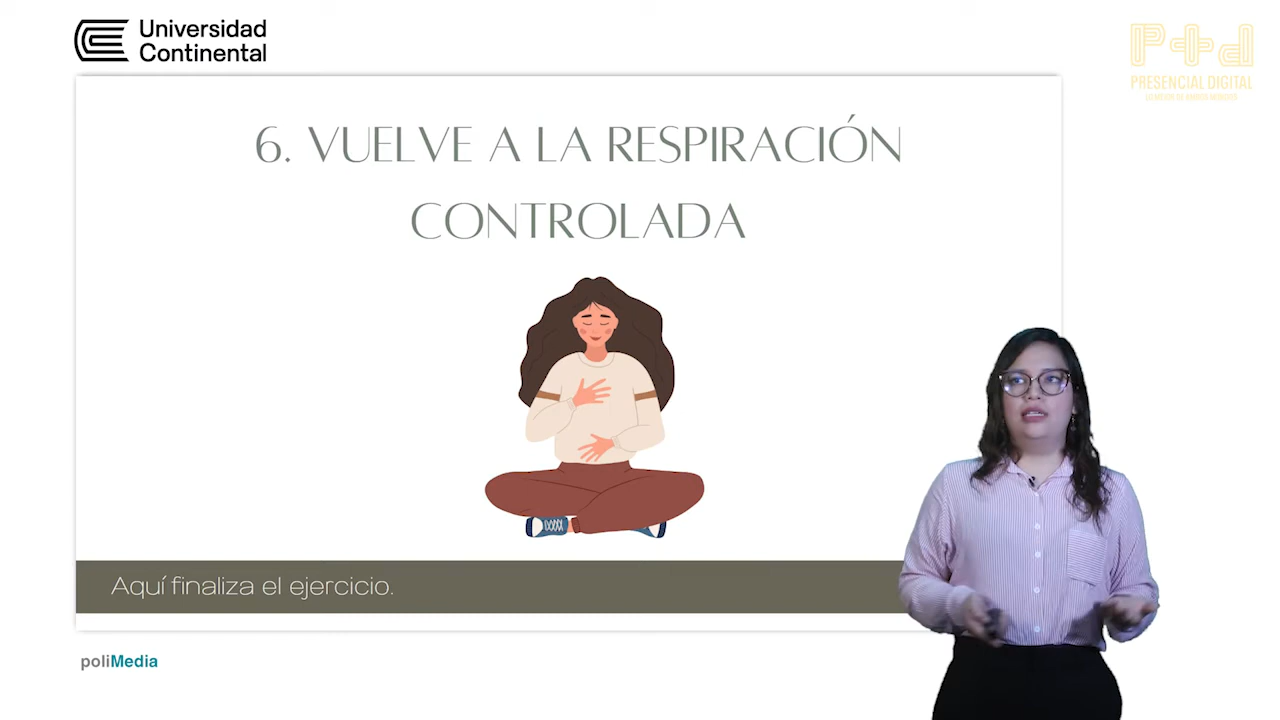 Universidad
Continental
P+d
PRESENCIAL DIGITAL
6. VUELVE A LA RESPIRACIÓN
CONTROLADA
Aquí finaliza el ejercicio.
poliMedia